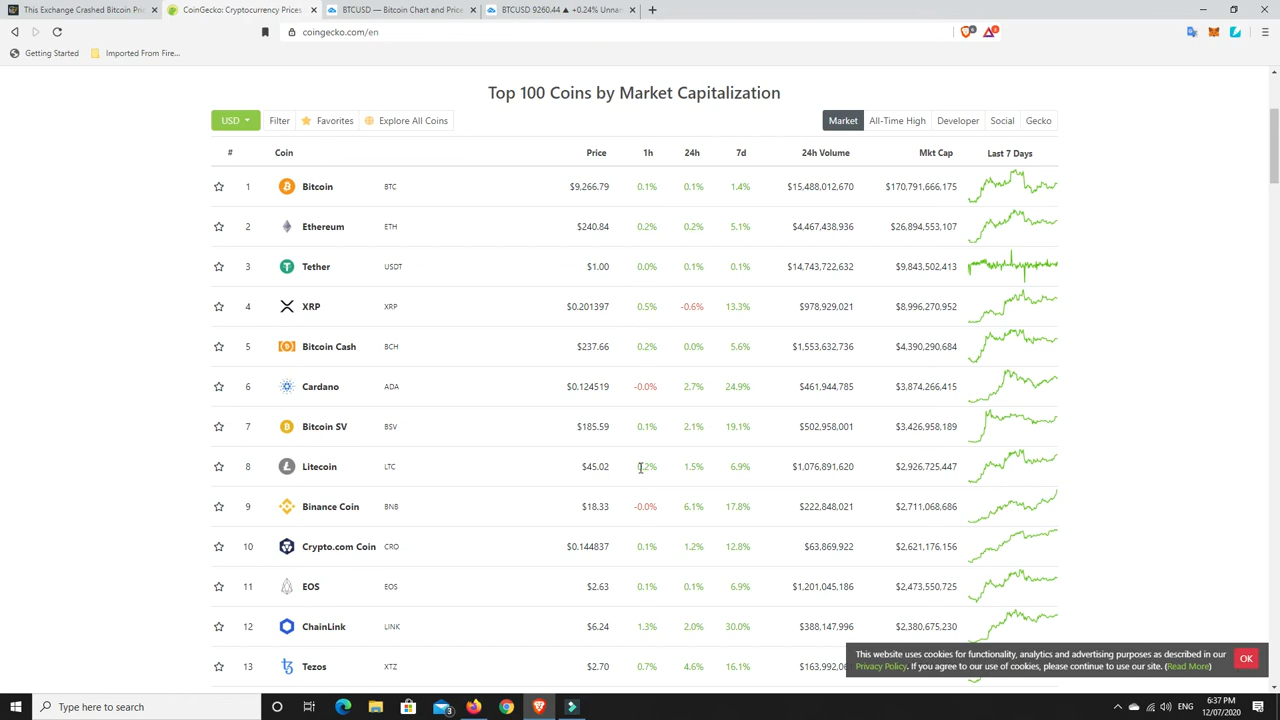 This Exchange Crashed Bitcoin Pri
CoinGecko: Cryptocurrency Prices
BTCUSD — Bitcoin Chart and Price
BTCUSD 9260.44 ▲ +0.24% Unnam
coingecko.com/en
Getting Started
Imported From Fire...
Top 100 Coins by Market Capitalization
USD
Filter
Favorites
Explore All Coins
Market
All-Time High
Developer
Social
Gecko
# Coin Price 1h 24h 7d 24h Volume Mkt Cap Last 7 Days
1 Bitcoin BTC $9,266.79 0.1% 0.1% 1.4% $15,488,012,670 $170,791,666,175
2 Ethereum ETH $240.84 0.2% 0.2% 5.1% $4,467,438,936 $26,894,553,107
3 Tether USDT $1.00 0.0% 0.1% 0.1% $14,743,722,632 $9,843,502,413
4 XRP XRP $0.201397 0.5% -0.6% 13.3% $978,929,021 $8,996,270,952
5 Bitcoin Cash BCH $237.66 0.2% 0.0% 5.6% $1,553,632,736 $4,390,290,684
6 Cardano ADA $0.124519 -0.0% 2.7% 24.9% $461,944,785 $3,874,266,415
7 Bitcoin SV BSV $185.59 0.1% 2.1% 19.1% $502,958,001 $3,426,958,189
8 Litecoin LTC $45.02 1.5% 6.9% $1,076,891,620 $2,926,725,447
9 Binance Coin BNB $18.33 -0.0% 6.1% 17.8% $222,848,021 $2,711,068,686
10 Crypto.com Coin CRO $0.144837 0.1% 1.2% 12.8% $63,869,922 $2,621,176,156
11 EOS EOS $2.63 0.1% 0.1% 6.9% $1,201,045,186 $2,473,550,725
12 ChainLink LINK $6.24 1.3% 2.0% 30.0% $388,147,996 $2,380,675,230
13 Tezos XTZ $2.70 0.7% 4.6% 16.1% $163,992,0
This website uses cookies for functionality, analytics and advertising purposes as described in our
Privacy Policy. If you agree to our use of cookies, please continue to use our site. (Read More)
OK
Type here to search
ENG
6:37 PM
12/07/2020